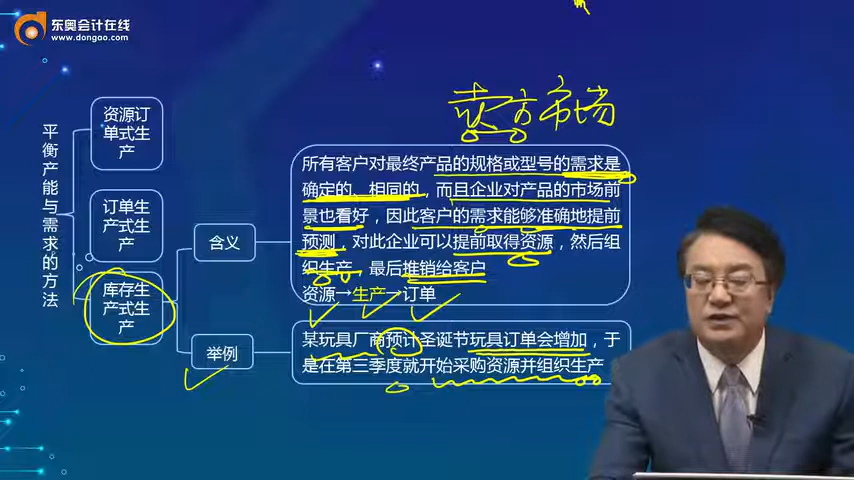 东奥会计在线
www.dongao.com
卖方市场
平衡产能与需求的方法
资源订
单式生
产
订单生
产式生
产
库存生
产式生
产
含义
所有客户对最终产品的规格或型号的需求是
确定的、相同的，而且企业对产品的市场前
景也看好，因此客户的需求能够准确地提前
预测，对此企业可以提前取得资源，然后组
织生产，最后推销给客户
资源→生产→订单
举例
某玩具厂商预计圣诞节玩具订单会增加，于
是在第三季度就开始采购资源并组织生产